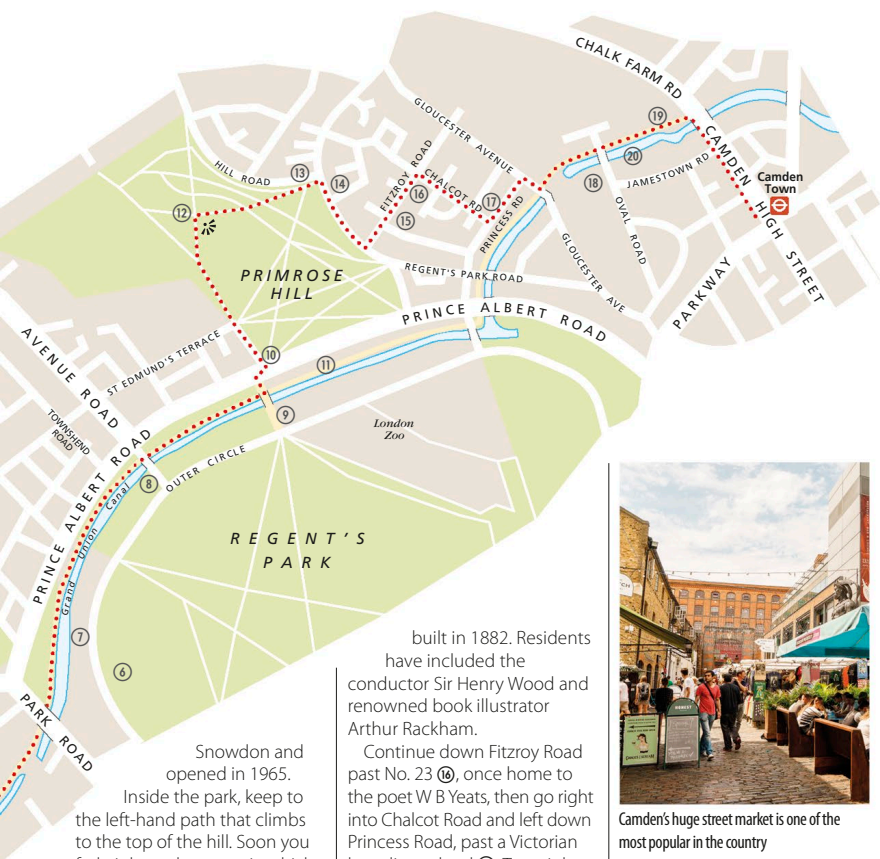 CHALK FARM RD
GLOUCESTER AVENUE
19
CAMDEN HIGH STREET
20
JAMESTOWN RD
Camden
Town
HILL ROAD
13
14
FITZROY ROAD
CHALCOT RD
16
17
18
12
15
PRINCESS RD
OVAL ROAD
GLOUCESTER AVE
REGENT'S PARK ROAD
PRIMROSE
HILL
PARKWAY
PRINCE ALBERT ROAD
AVENUE ROAD
ST EDMUND'S TERRACE
10
11
TOWNSHEND
ROAD
9
London
Zoo
OUTER CIRCLE
8
PRINCE ALBERT ROAD
Grand Union Canal
REGENT'S
PARK
7
6
PARK ROAD
Snowdon and
opened in 1965.
Inside the park, keep to
the left-hand path that climbs
to the top of the hill. Soon you
built in 1882. Residents
have included the
conductor Sir Henry Wood and
renowned book illustrator
Arthur Rackham.
Continue down Fitzroy Road
past No. 23 16, once home to
the poet W B Yeats, then go right
into Chalcot Road and left down
Princess Road, past a Victorian
Camden's huge street market is one of the
most popular in the country